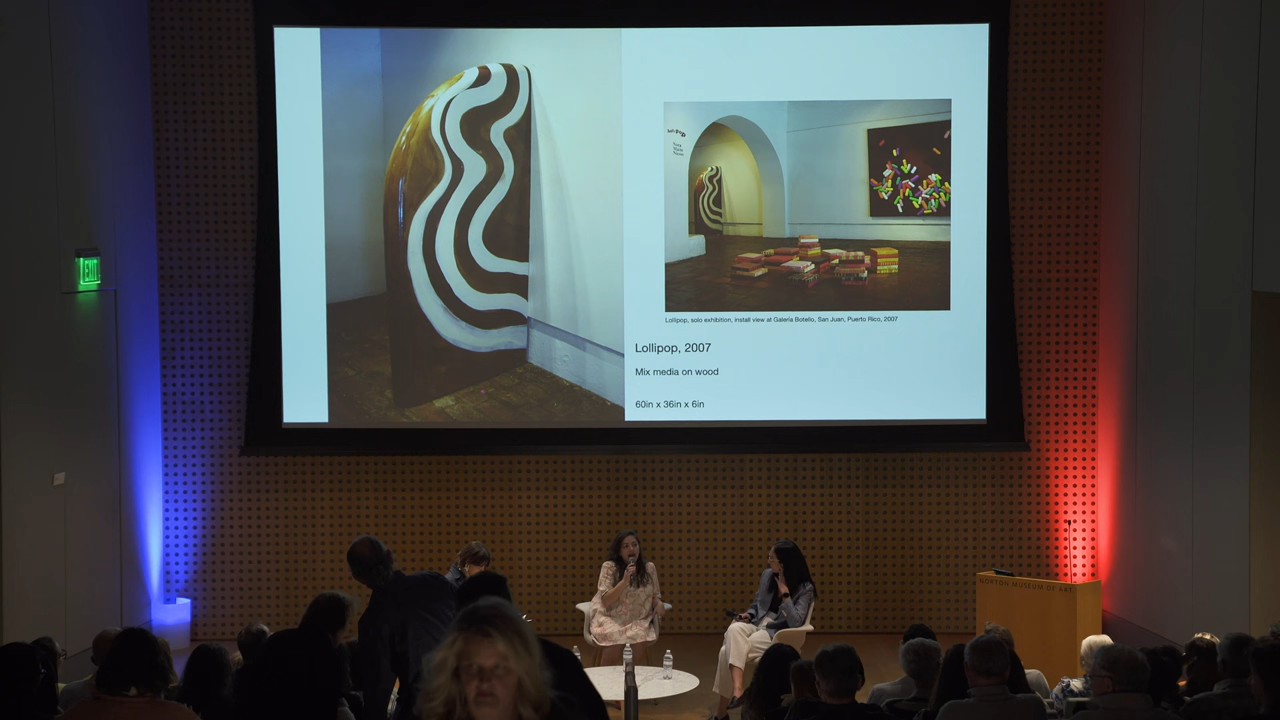 EXIT
Lollipop, solo exhibition, install view at Galería Botello, San Juan, Puerto Rico, 2007
Lollipop, 2007
Mix media on wood
60in x 36in x 6in
NORTON MUSEUM OF ART